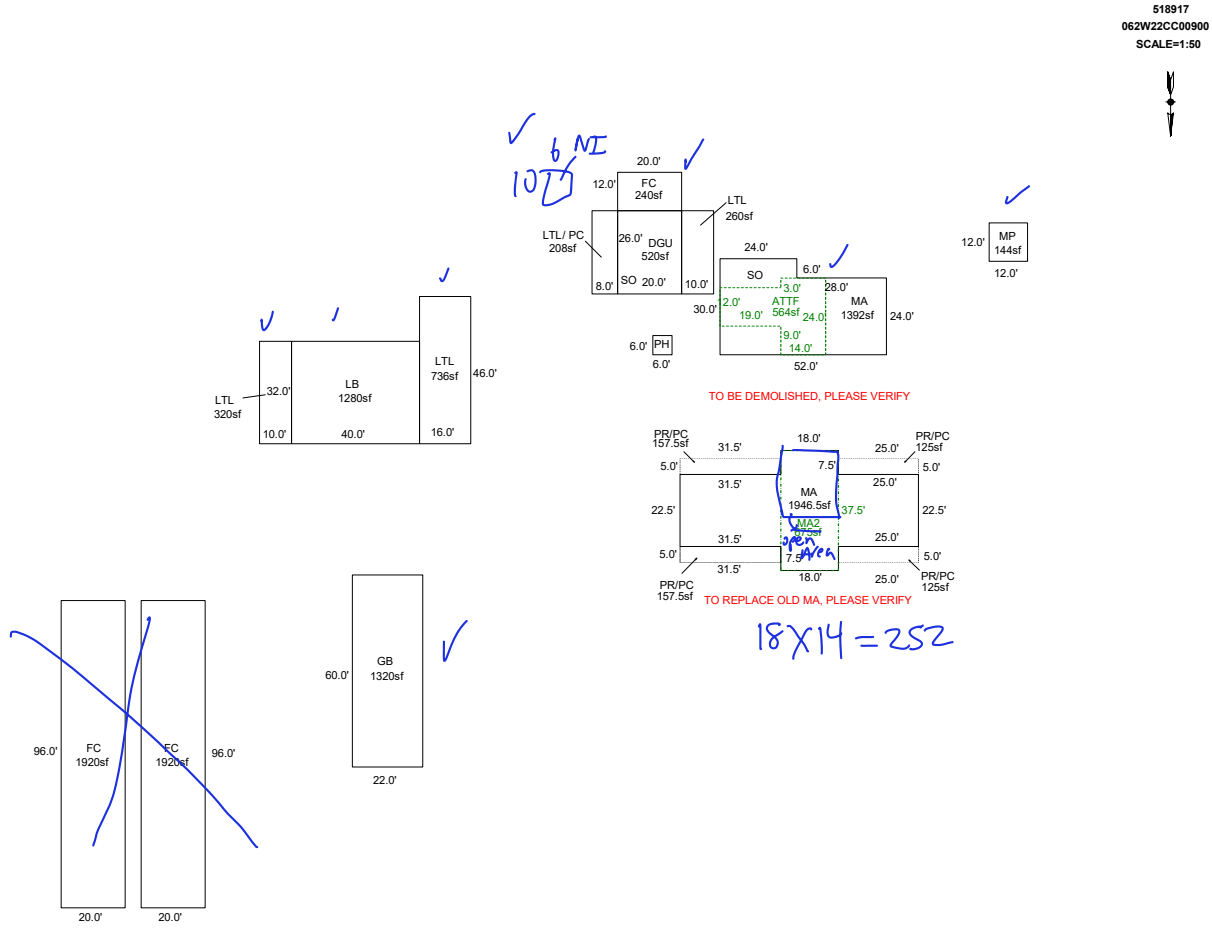 518917
062W22CC00900
SCALE=1:50
6 NI
10
20.0'
12.0'
FC
240sf
LTL
260sf
LTL/ PC
208sf
26.0'
DGU
520sf
8.0'
SO
20.0'
10.0'
24.0'
SO
6.0'
28.0'
3.0'
ATTF
564sf
MA
1392sf
24.0'
30.0'
19.0'
24.0
9.0'
14.0'
52.0'
12.0'
MP
144sf
12.0'
6.0'
PH
6.0'
TO BE DEMOLISHED, PLEASE VERIFY
LTL
320sf
32.0'
10.0'
LB
1280sf
40.0'
LTL
736sf
46.0'
16.0'
PR/PC
157.5sf
31.5'
18.0'
25.0'
PR/PC
125sf
5.0'
7.5'
5.0'
31.5'
25.0'
22.5'
MA
1946.5sf
37.5'
22.5'
MA2
675sf
open
Area
31.5'
25.0'
5.0'
7.5'
5.0'
31.5'
18.0'
25.0'
PR/PC
157.5sf
PR/PC
125sf
TO REPLACE OLD MA, PLEASE VERIFY
18X14=252
60.0'
GB
1320sf
22.0'
96.0'
FC
1920sf
FC
1920sf
96.0'
20.0'
20.0'